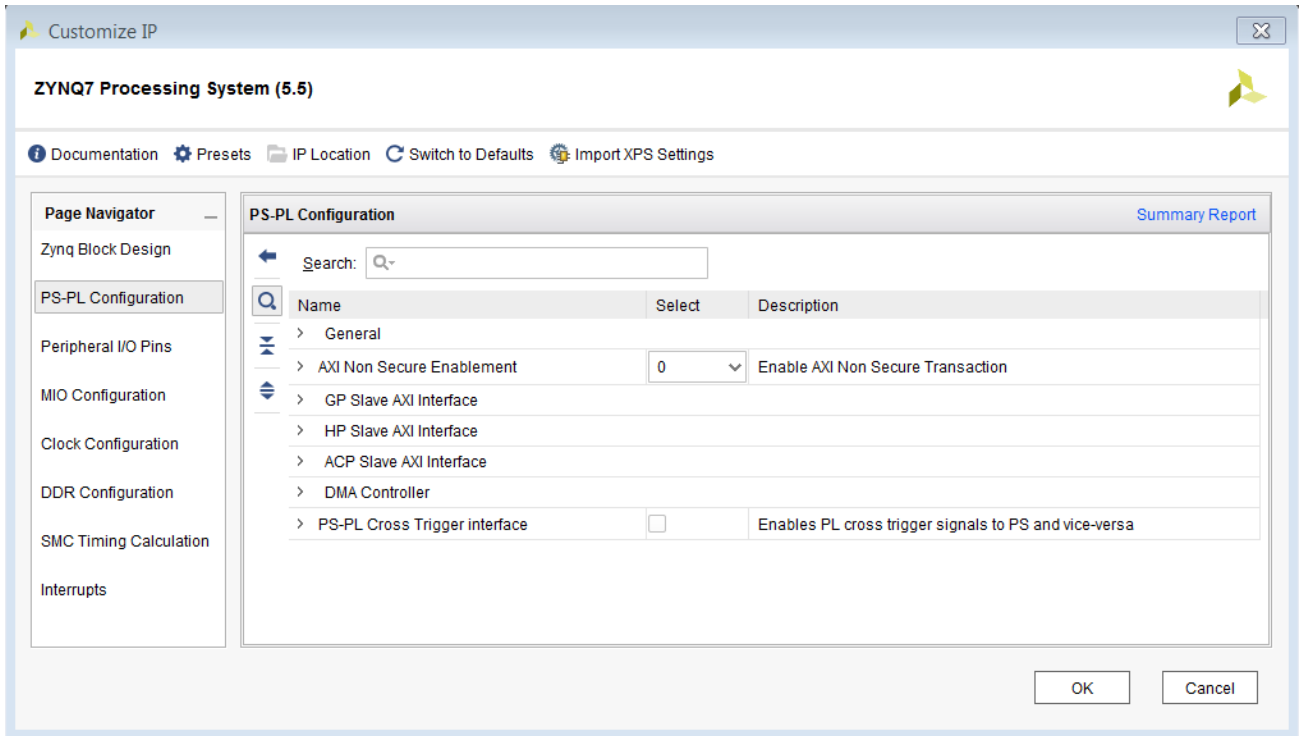 Customize IP
ZYNQ7 Processing System (5.5)
Documentation Presets IP Location Switch to Defaults Import XPS Settings
Page Navigator
Zynq Block Design
PS-PL Configuration
Peripheral I/O Pins
MIO Configuration
Clock Configuration
DDR Configuration
SMC Timing Calculation
Interrupts
PS-PL Configuration Summary Report
Search:
Name Select Description
General
AXI Non Secure Enablement 0 Enable AXI Non Secure Transaction
GP Slave AXI Interface
HP Slave AXI Interface
ACP Slave AXI Interface
DMA Controller
PS-PL Cross Trigger interface Enables PL cross trigger signals to PS and vice-versa
OK Cancel